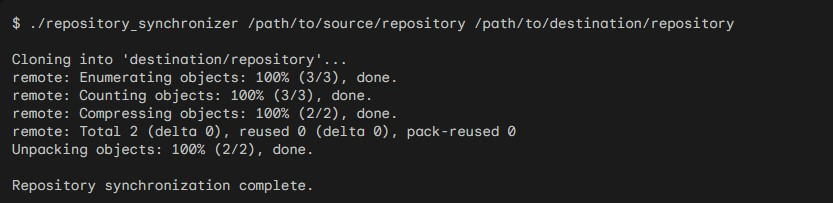 $ ./repository_synchronizer /path/to/source/repository /path/to/destination/repository
Cloning into 'destination/repository'...
remote: Enumerating objects: 100% (3/3), done.
remote: Counting objects: 100% (3/3), done.
remote: Compressing objects: 100% (2/2), done.
remote: Total 2 (delta 0), reused 0 (delta 0), pack-reused 0
Unpacking objects: 100% (2/2), done.
Repository synchronization complete.